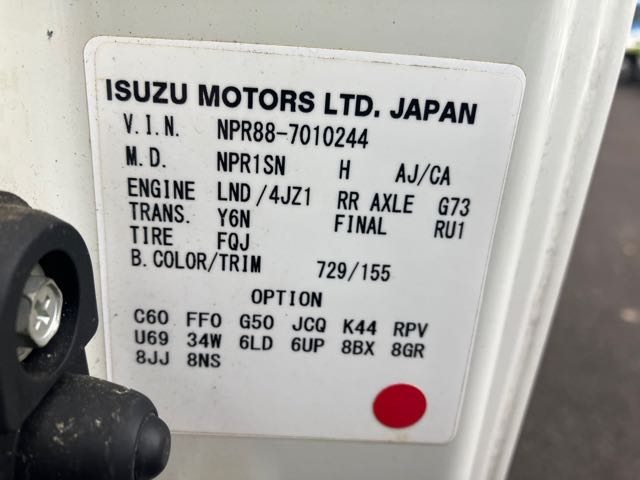 ISUZU MOTORS LTD. JAPAN
V.I.N. NPR88-7010244
M.D. NPR1SN H AJ/CA
ENGINE LND/4JZ1 RR AXLE G73
TRANS. Y6N FINAL RU1
TIRE FQJ
B.COLOR/TRIM 729/155
OPTION
C60 FF0 G50 JCQ K44 RPV
U69 34W 6LD 6UP 8BX 8GR
8JJ 8NS